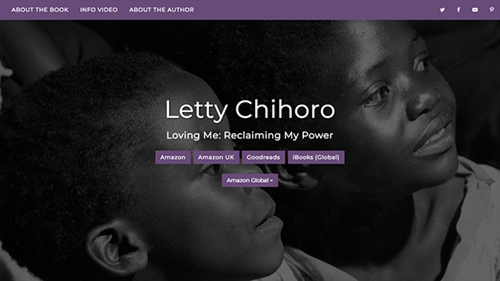 ABOUT THE BOOK INFO VIDEO ABOUT THE AUTHOR
Letty Chihoro
Loving Me: Reclaiming My Power
Amazon Amazon UK Goodreads IBooks (Global)
Amazon Global